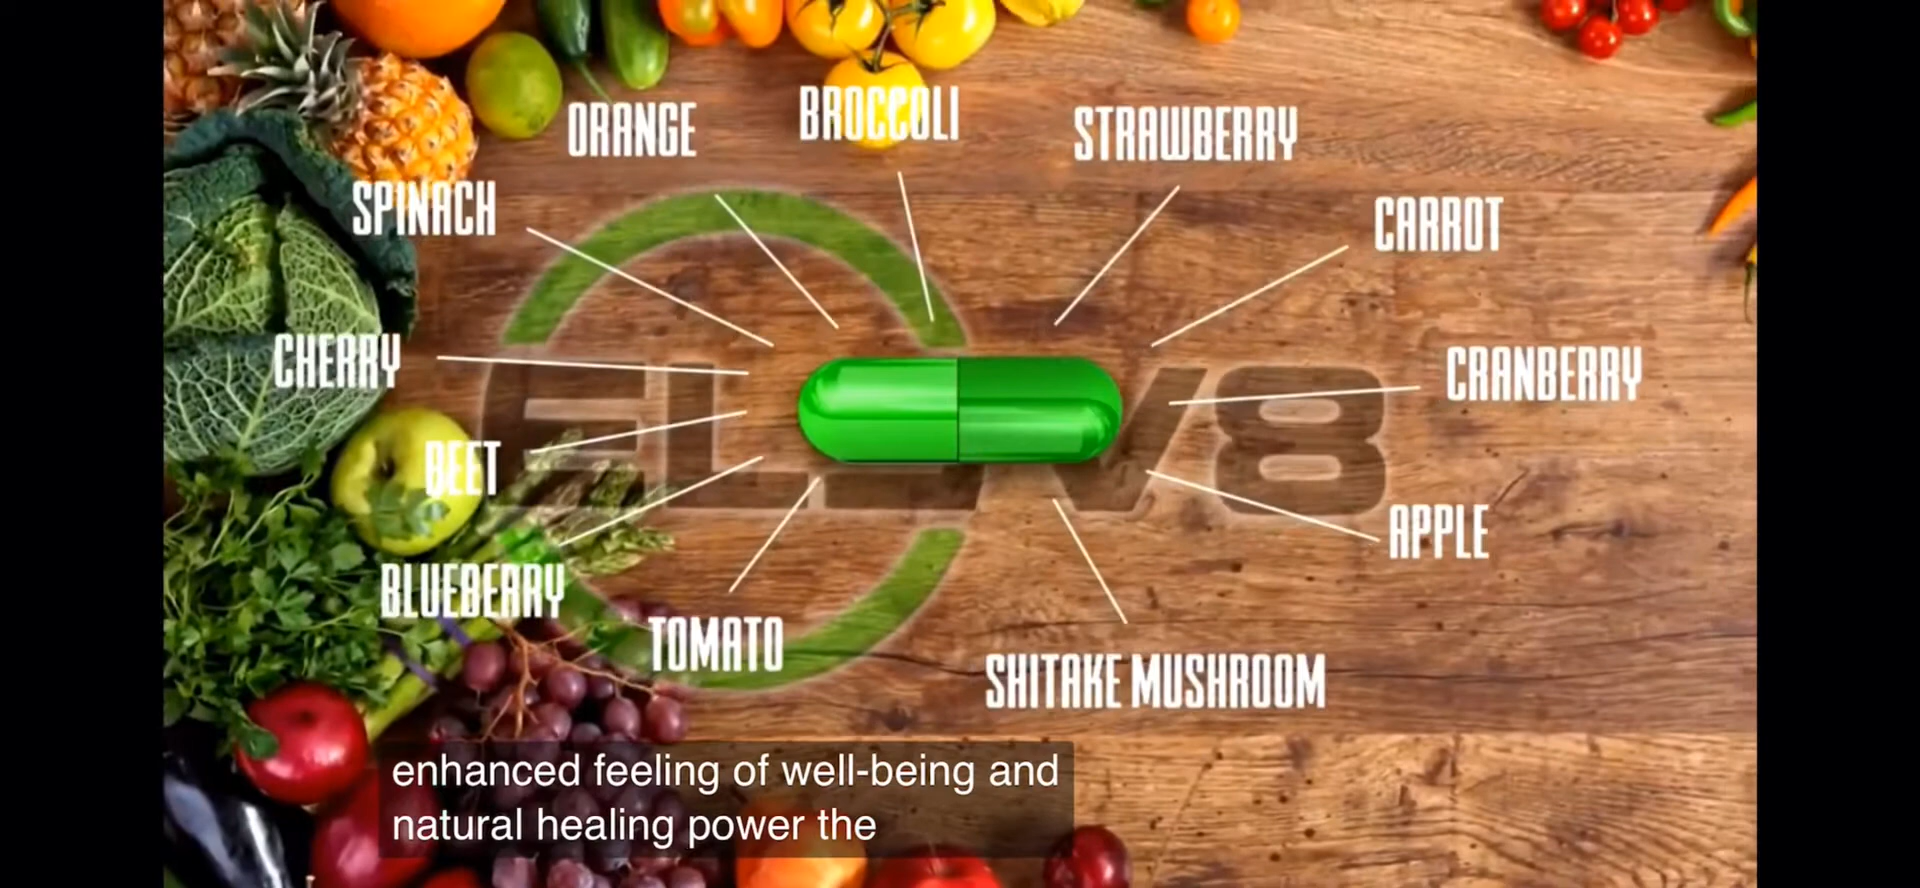 ORANGE
BROCCOLI
STRAWBERRY
SPINACH
CARROT
CHERRY
CRANBERRY
BEET
APPLE
BLUEBERRY
TOMATO
SHITAKE MUSHROOM
ELEV8
enhanced feeling of well-being and
natural healing power the